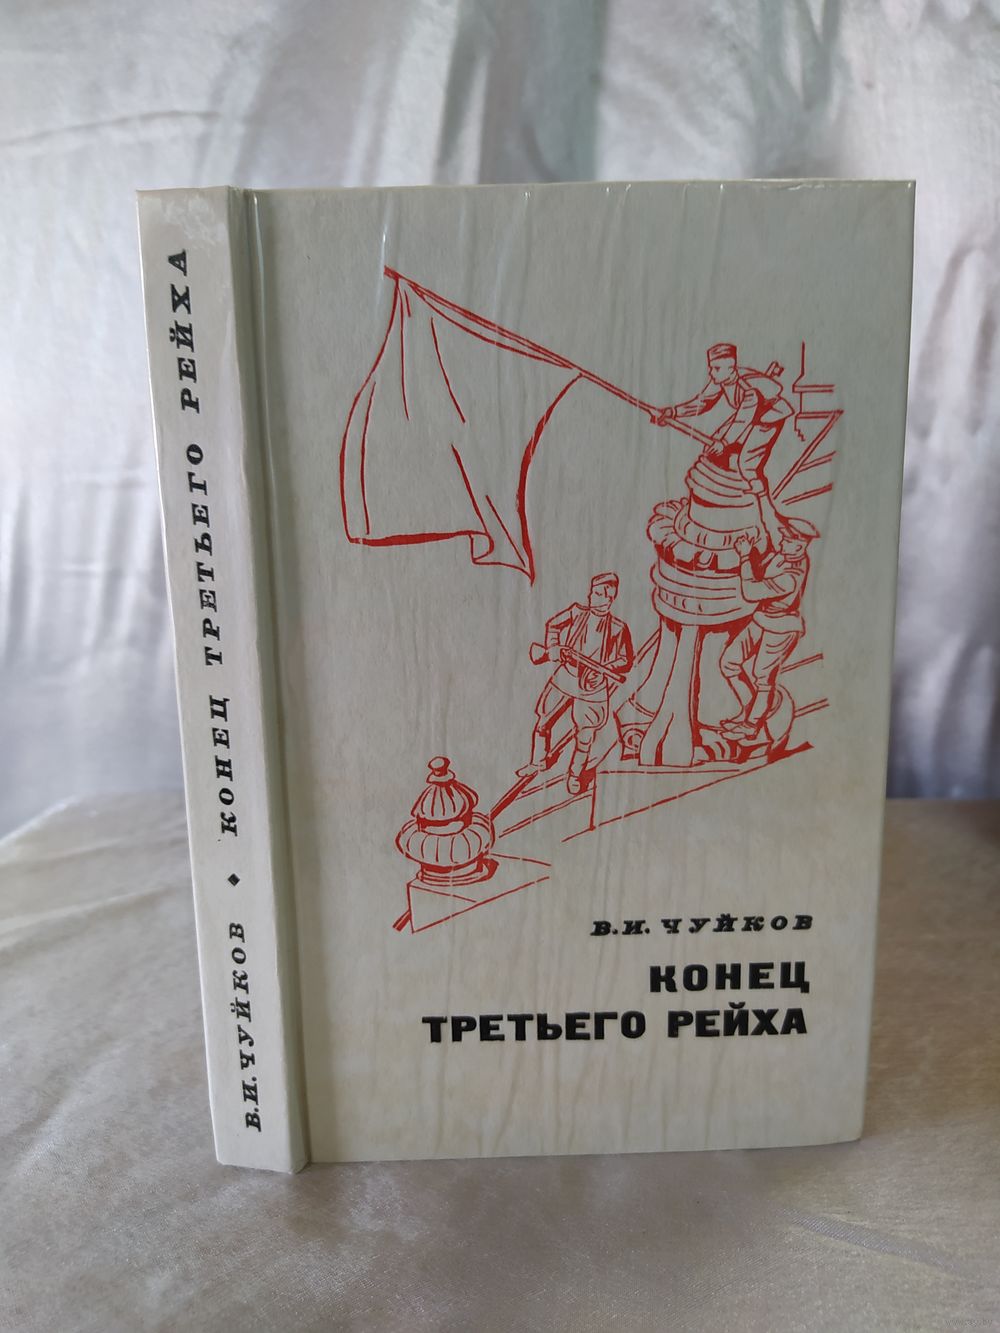 В.И. ЧУЙКОВ ◆ КОНЕЦ ТРЕТЬЕГО РЕЙХА
В.И. ЧУЙКОВ
КОНЕЦ
ТРЕТЬЕГО РЕЙХА